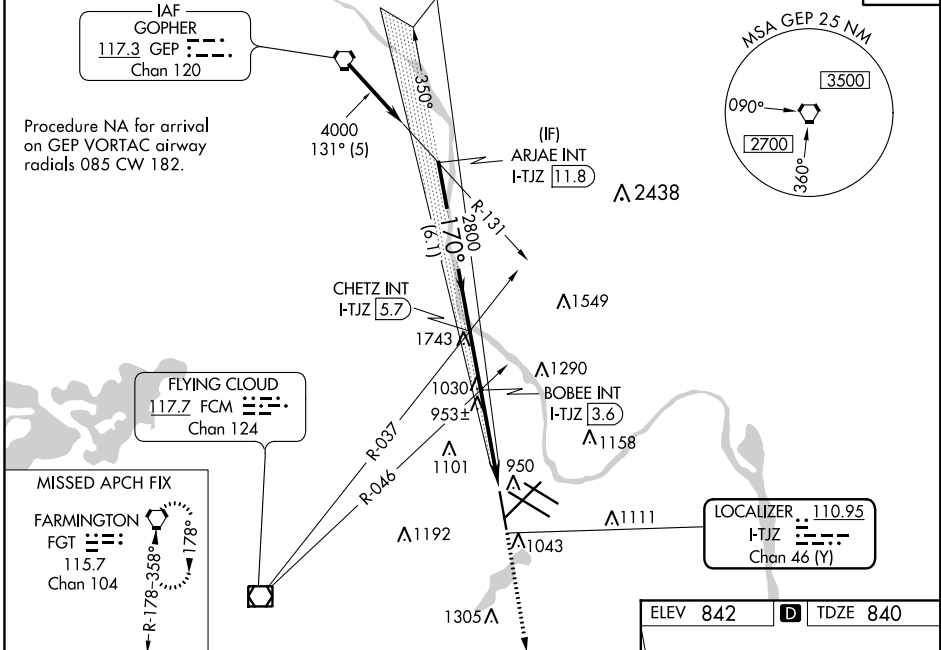 IAF
GOPHER
117.3 GEP
Chan 120
Procedure NA for arrival
on GEP VORTAC airway
radials 085 CW 182.
4000
131° (5)
350°
(IF)
ARJAE INT
I-TJZ 11.8
MSA GEP 25 NM
3500
090°
2700
360°
2438
R-131
2800
170°
(6.1)
CHETZ INT
I-TJZ 5.7
1549
1743
1290
FLYING CLOUD
117.7 FCM
Chan 124
1030
BOBEE INT
I-TJZ 3.6
953±
1158
R-037
R-046
1101
950
MISSED APCH FIX
FARMINGTON
FGT
115.7
Chan 104
178°
R-178-358°
1192
1111
1043
LOCALIZER 110.95
I-TJZ
Chan 46 (Y)
1305
ELEV 842 D TDZE 840